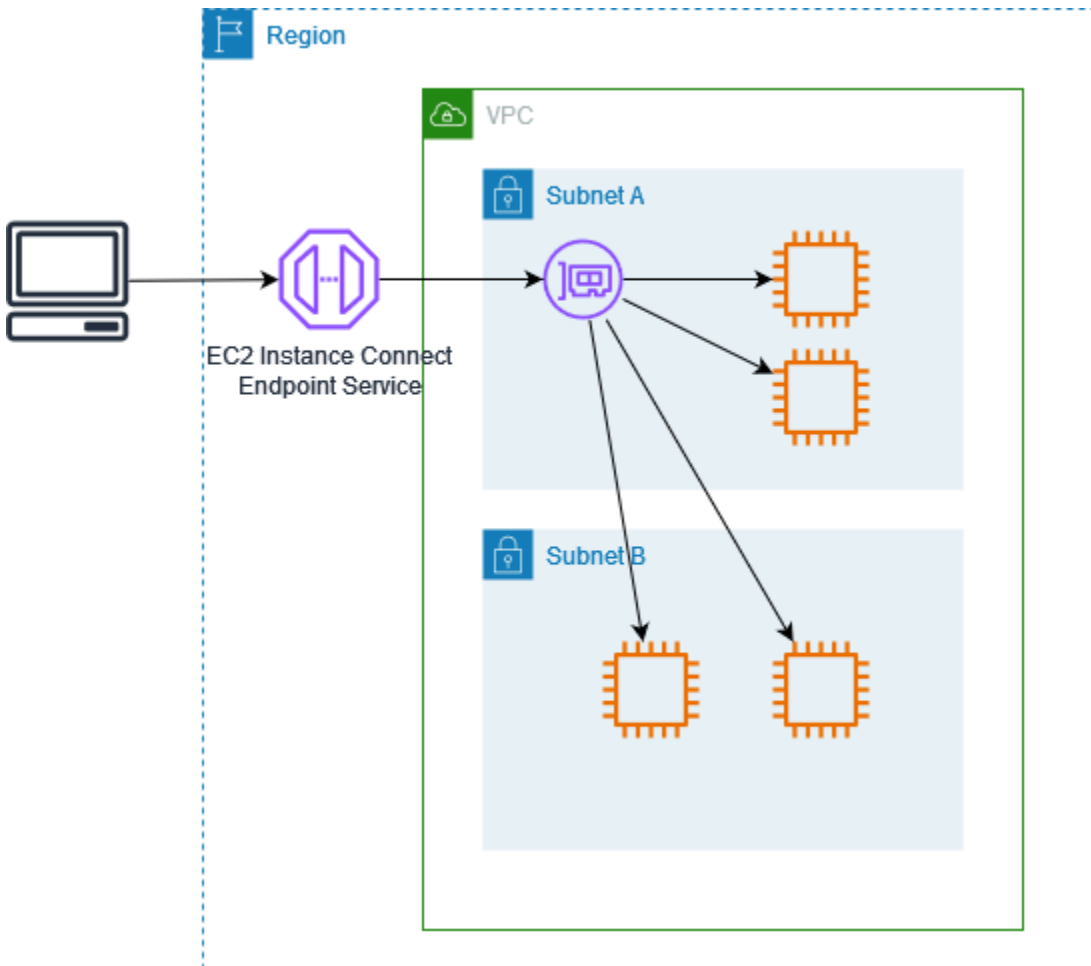 Region
VPC
Subnet A
EC2 Instance Connect
Endpoint Service
Subnet B